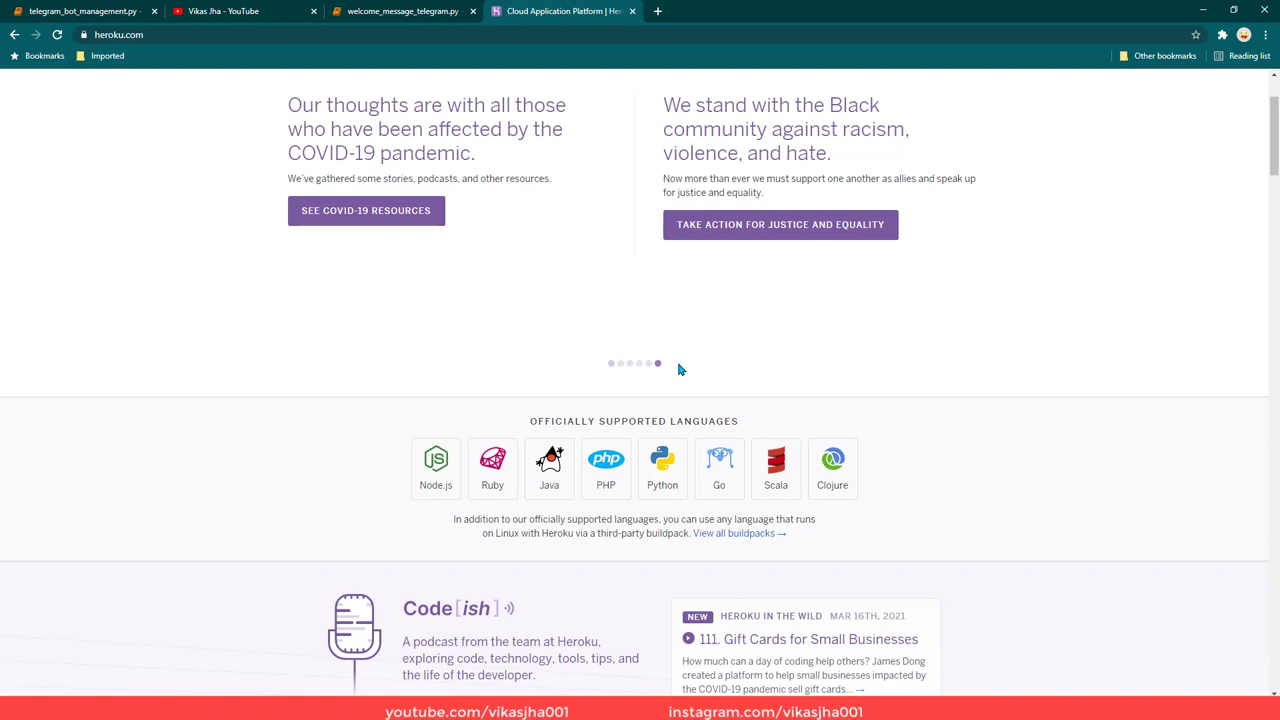 telegram_bot_management.py -
Vikas Jha - YouTube
welcome_message_telegram.py -
Cloud Application Platform | He
heroku.com
Bookmarks
Imported
Other bookmarks
Reading list
Our thoughts are with all those
who have been affected by the
COVID-19 pandemic.
We've gathered some stories, podcasts, and other resources.
SEE COVID-19 RESOURCES
We stand with the Black
community against racism,
violence, and hate.
Now more than ever we must support one another as allies and speak up
for justice and equality.
TAKE ACTION FOR JUSTICE AND EQUALITY
OFFICIALLY SUPPORTED LANGUAGES
Node.js
Ruby
Java
php
PHP
Python
Go
Scala
Clojure
In addition to our officially supported languages, you can use any language that runs
on Linux with Heroku via a third-party buildpack. View all buildpacks →
Code[ish]
A podcast from the team at Heroku,
exploring code, technology, tools, tips, and
the life of the developer.
NEW HEROKU IN THE WILD MAR 16TH, 2021
111. Gift Cards for Small Businesses
How much can a day of coding help others? James Dong
created a platform to help small businesses impacted by
the COVID-19 pandemic sell gift cards... →
youtube.com/vikasjha001
instagram.com/vikasjha001